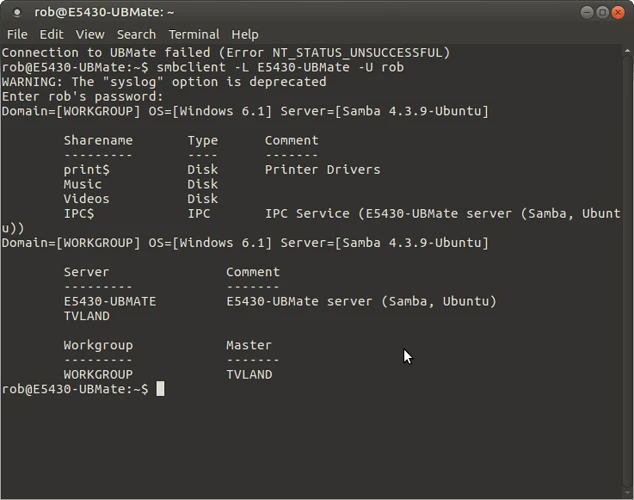 rob@E5430-UBMate: ~
File Edit View Search Terminal Help
Connection to UBMate failed (Error NT_STATUS_UNSUCCESSFUL)
rob@E5430-UBMate:~$ smbclient -L E5430-UBMate -U rob
WARNING: The "syslog" option is deprecated
Enter rob's password:
Domain=[WORKGROUP] OS=[Windows 6.1] Server=[Samba 4.3.9-Ubuntu]
Sharename Type Comment
--------- ---- -------
print$ Disk Printer Drivers
Music Disk
Videos Disk
IPC$ IPC IPC Service (E5430-UBMate server (Samba, Ubunt
u))
Domain=[WORKGROUP] OS=[Windows 6.1] Server=[Samba 4.3.9-Ubuntu]
Server Comment
--------- -------
E5430-UBMATE E5430-UBMate server (Samba, Ubuntu)
TVLAND
Workgroup Master
--------- -------
WORKGROUP TVLAND
rob@E5430-UBMate:~$